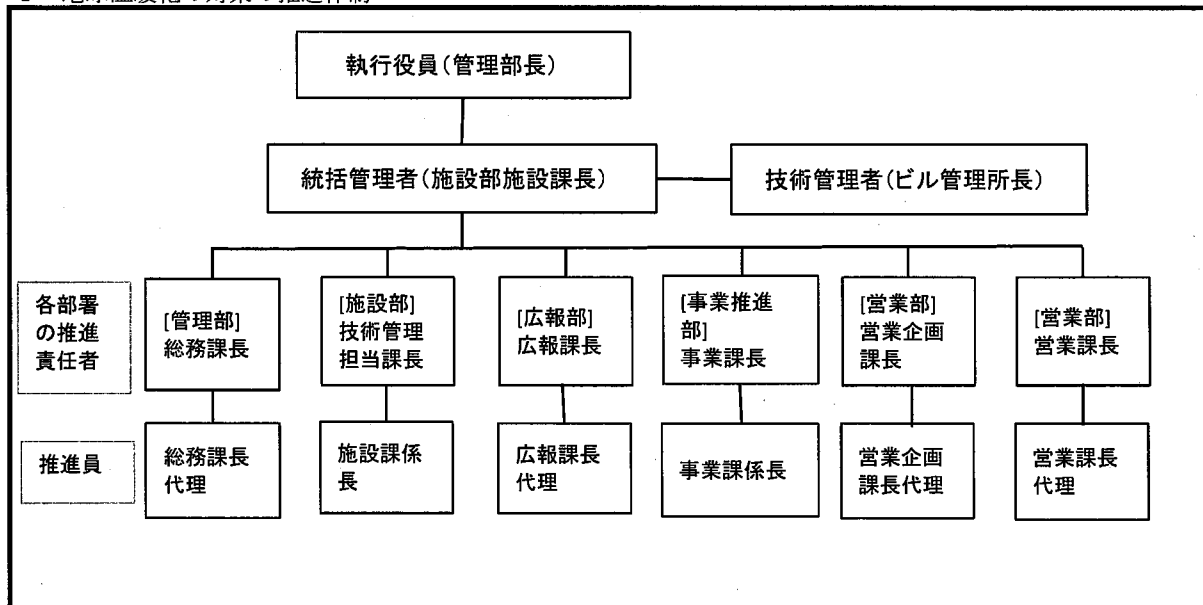 執行役員(管理部長)
統括管理者(施設部施設課長)
技術管理者(ビル管理所長)
各部署
の推進
責任者
[管理部]
総務課長
[施設部]
技術管理
担当課長
[広報部]
広報課長
[事業推進
部]
事業課長
[営業部]
営業企画
課長
[営業部]
営業課長
推進員
総務課長
代理
施設課係
長
広報課長
代理
事業課係長
営業企画
課長代理
営業課長
代理